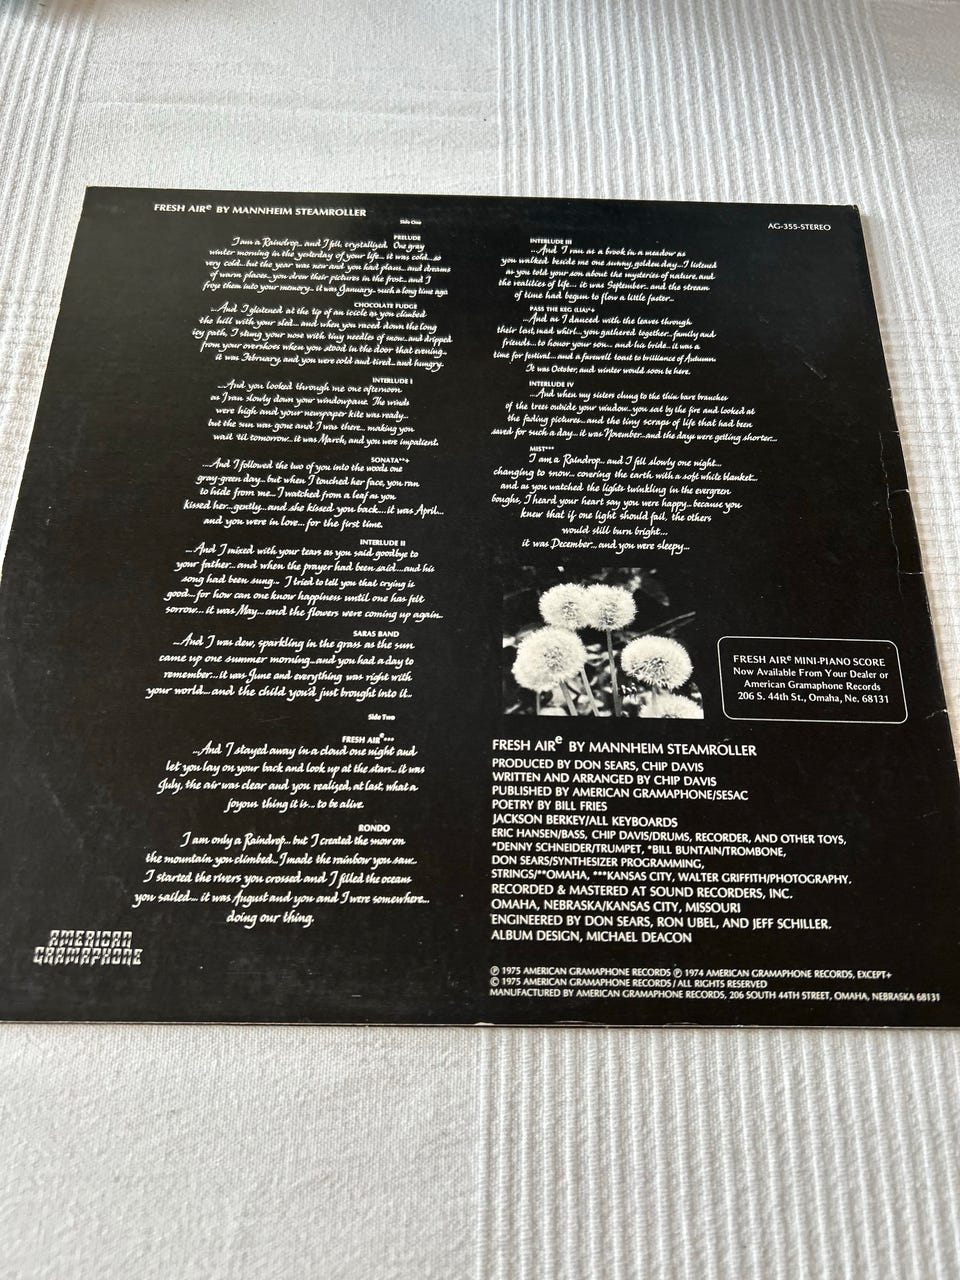 FRESH AIRe BY MANNHEIM STEAMROLLER
AG-355-STEREO
Side One
PRELUDE
I am a Raindrop... and I fell, crystallized. One gray
winter morning in the yesterday of your life... it was cold...so
very cold...but the year was new and you had plans...and dreams
of warm places...you drew their pictures in the frost...and I
froze them into your memory... it was January...such a long time ago.
CHOCOLATE FUDGE
...And I glistened at the tip of an icicle as you climbed
the hill with your sled... and when you raced down the long
icy path, I stung your nose with tiny needles of snow...and dripped
from your overshoes when you stood in the door that evening...
it was February, and you were cold and tired...and hungry.
INTERLUDE I
...And you looked through me one afternoon
as I ran slowly down your windowpane. The winds
were high and your newspaper kite was ready...
but the sun was gone and I was there... making you
wait 'til tomorrow... it was March, and you were impatient.
SONATA**+
...And I followed the two of you into the woods one
gray-green day... but when I touched her face, you ran
to hide from me... I watched from a leaf as you
kissed her...gently...and she kissed you back....it was April...
and you were in love... for the first time.
INTERLUDE II
...And I mixed with your tears as you said goodbye to
your father...and when the prayer had been said....and his
song had been sung... I tried to tell you that crying is
good...for how can one know happiness until one has felt
sorrow... it was May...and the flowers were coming up again...
SARAS BAND
...And I was dew, sparkling in the grass as the sun
came up one summer morning...and you had a day to
remember...it was June and everything was right with
your world...and the child you'd just brought into it...
Side Two
FRESH AIRe***
...And I stayed away in a cloud one night and
let you lay on your back and look up at the stars...it was
July, the air was clear and you realized, at last, what a
joyous thing it is... to be alive.
RONDO
I am only a Raindrop... but I created the snow on
the mountain you climbed...I made the rainbow you saw...
I started the rivers you crossed and I filled the oceans
you sailed... it was August and you and I were somewhere...
doing our thing.
INTERLUDE III
...And I ran as a brook in a meadow as
you walked beside me one sunny, golden day...I listened
as you told your son about the mysteries of nature, and
the realities of life... it was September...and the stream
of time had begun to flow a little faster...
PASS THE KEG (LIA)*+
...And as I danced with the leaves through
their last, mad whirl... you gathered together...family and
friends... to honor your son... and his bride... it was a
time for festival...and a farewell toast to brilliance of Autumn.
It was October, and winter would soon be here.
INTERLUDE IV
...And when my sisters clung to the thin bare branches
of the trees outside your window...you sat by the fire and looked at
the fading pictures...and the tiny scraps of life that had been
saved for such a day... it was November...and the days were getting shorter...
MIST***
I am a Raindrop... and I fell slowly one night...
changing to snow... covering the earth with a soft white blanket...
and as you watched the lights twinkling in the evergreen
boughs, I heard your heart say you were happy...because you
knew that if one light should fail, the others
would still burn bright...
it was December...and you were sleepy...
FRESH AIRe MINI-PIANO SCORE
Now Available From Your Dealer or
American Gramaphone Records
206 S. 44th St., Omaha, Ne. 68131
FRESH AIRe BY MANNHEIM STEAMROLLER
PRODUCED BY DON SEARS, CHIP DAVIS
WRITTEN AND ARRANGED BY CHIP DAVIS
PUBLISHED BY AMERICAN GRAMAPHONE/SESAC
POETRY BY BILL FRIES
JACKSON BERKEY/ALL KEYBOARDS
ERIC HANSEN/BASS, CHIP DAVIS/DRUMS, RECORDER, AND OTHER TOYS,
*DENNY SCHNEIDER/TRUMPET, *BILL BUNTAIN/TROMBONE,
DON SEARS/SYNTHESIZER PROGRAMMING,
STRINGS/**OMAHA, ***KANSAS CITY, WALTER GRIFFITH/PHOTOGRAPHY.
RECORDED & MASTERED AT SOUND RECORDERS, INC.
OMAHA, NEBRASKA/KANSAS CITY, MISSOURI
ENGINEERED BY DON SEARS, RON UBEL, AND JEFF SCHILLER.
ALBUM DESIGN, MICHAEL DEACON
AMERICAN
GRAMAPHONE
℗ 1975 AMERICAN GRAMAPHONE RECORDS ℗ 1974 AMERICAN GRAMAPHONE RECORDS, EXCEPT+
© 1975 AMERICAN GRAMAPHONE RECORDS / ALL RIGHTS RESERVED
MANUFACTURED BY AMERICAN GRAMAPHONE RECORDS, 206 SOUTH 44TH STREET, OMAHA, NEBRASKA 68131